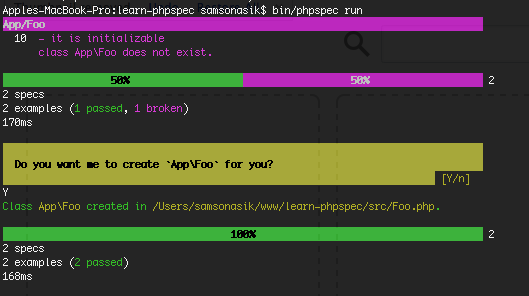 Apples-MacBook-Pro:learn-phpspec samsonasik$ bin/phpspec run
App/Foo
10 - it is initializable
class App\Foo does not exist.
50% 50% 2
2 specs
2 examples (1 passed, 1 broken)
170ms
Do you want me to create `App\Foo` for you?
[Y/n]
Y
Class App\Foo created in /Users/samsonasik/www/learn-phpspec/src/Foo.php.
100% 2
2 specs
2 examples (2 passed)
168ms